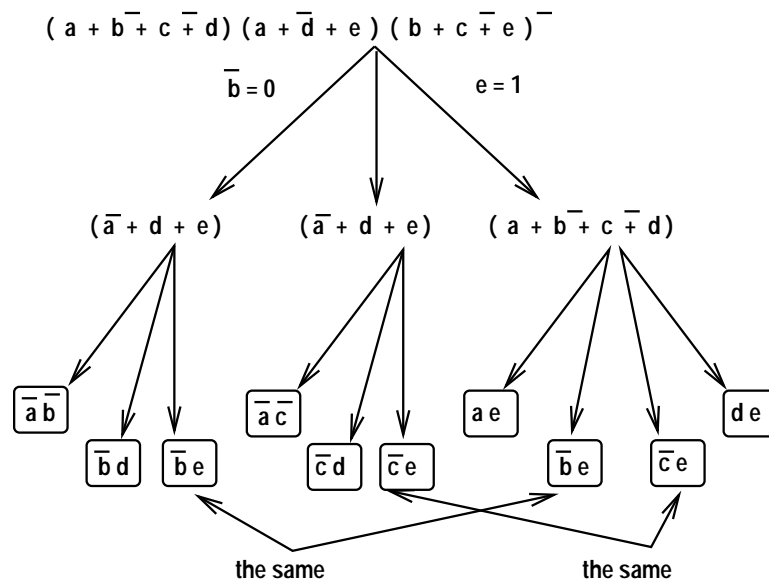 ( a + b ̅+ c +̅ d ) ( a + d̅ + e ) ( b + c +̅ e ) ̅
b̅ = 0 e = 1
( a̅ + d + e ) ( a̅ + d + e ) ( a + b ̅+ c +̅ d )
a̅ b̅ a̅ c̅ a e d e
b̅ d b̅ e c̅ d c̅ e b̅ e c̅ e
the same the same